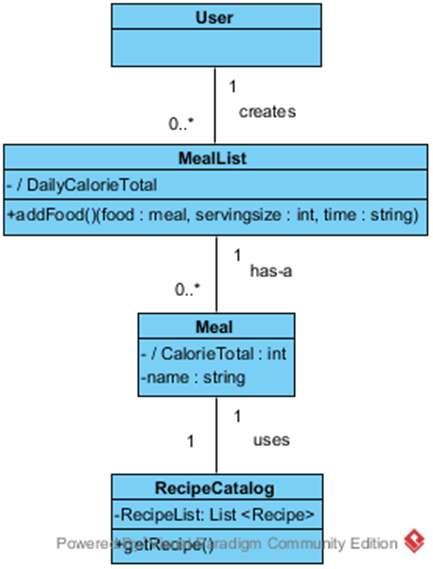 User
1
creates
0..*
MealList
- / DailyCalorieTotal
+addFood()(food : meal, servingsize : int, time : string)
1
has-a
0..*
Meal
- / CalorieTotal : int
-name : string
1
1
uses
RecipeCatalog
-RecipeList: List <Recipe>
+getRecipe()
Powered By Visual Paradigm Community Edition